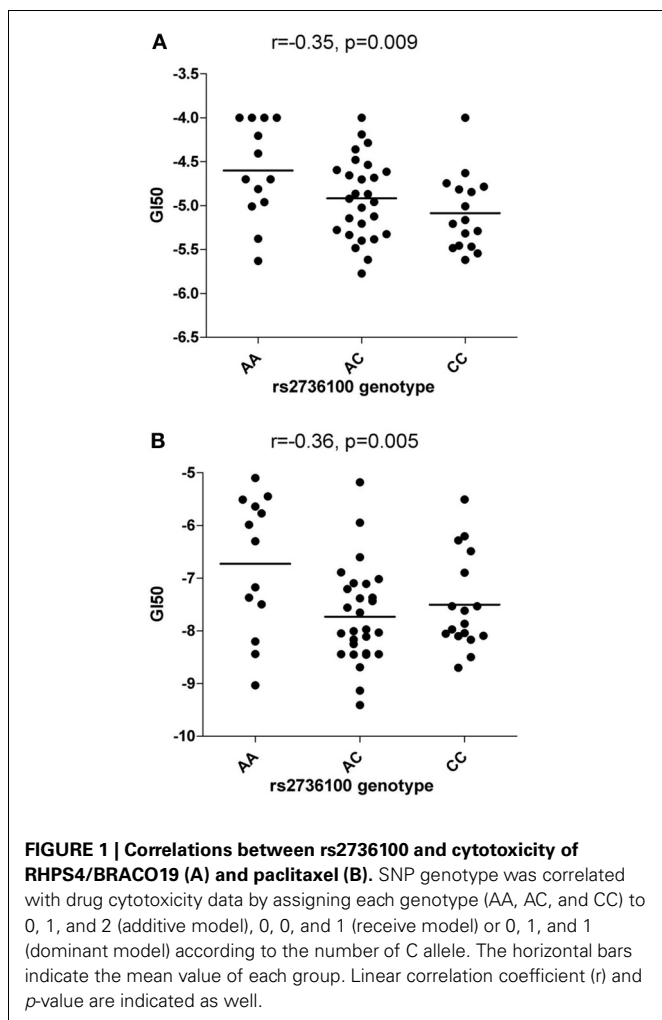 A
r=-0.35, p=0.009
-3.5
-4.0
-4.5
-5.0
-5.5
-6.0
-6.5
GI50
AA
AC
CC
rs2736100 genotype
B
r=-0.36, p=0.005
-5
-6
-7
-8
-9
-10
GI50
AA
AC
CC
rs2736100 genotype
FIGURE 1 | Correlations between rs2736100 and cytotoxicity of
RHPS4/BRACO19 (A) and paclitaxel (B). SNP genotype was correlated
with drug cytotoxicity data by assigning each genotype (AA, AC, and CC) to
0, 1, and 2 (additive model), 0, 0, and 1 (receive model) or 0, 1, and 1
(dominant model) according to the number of C allele. The horizontal bars
indicate the mean value of each group. Linear correlation coefficient (r) and
p-value are indicated as well.